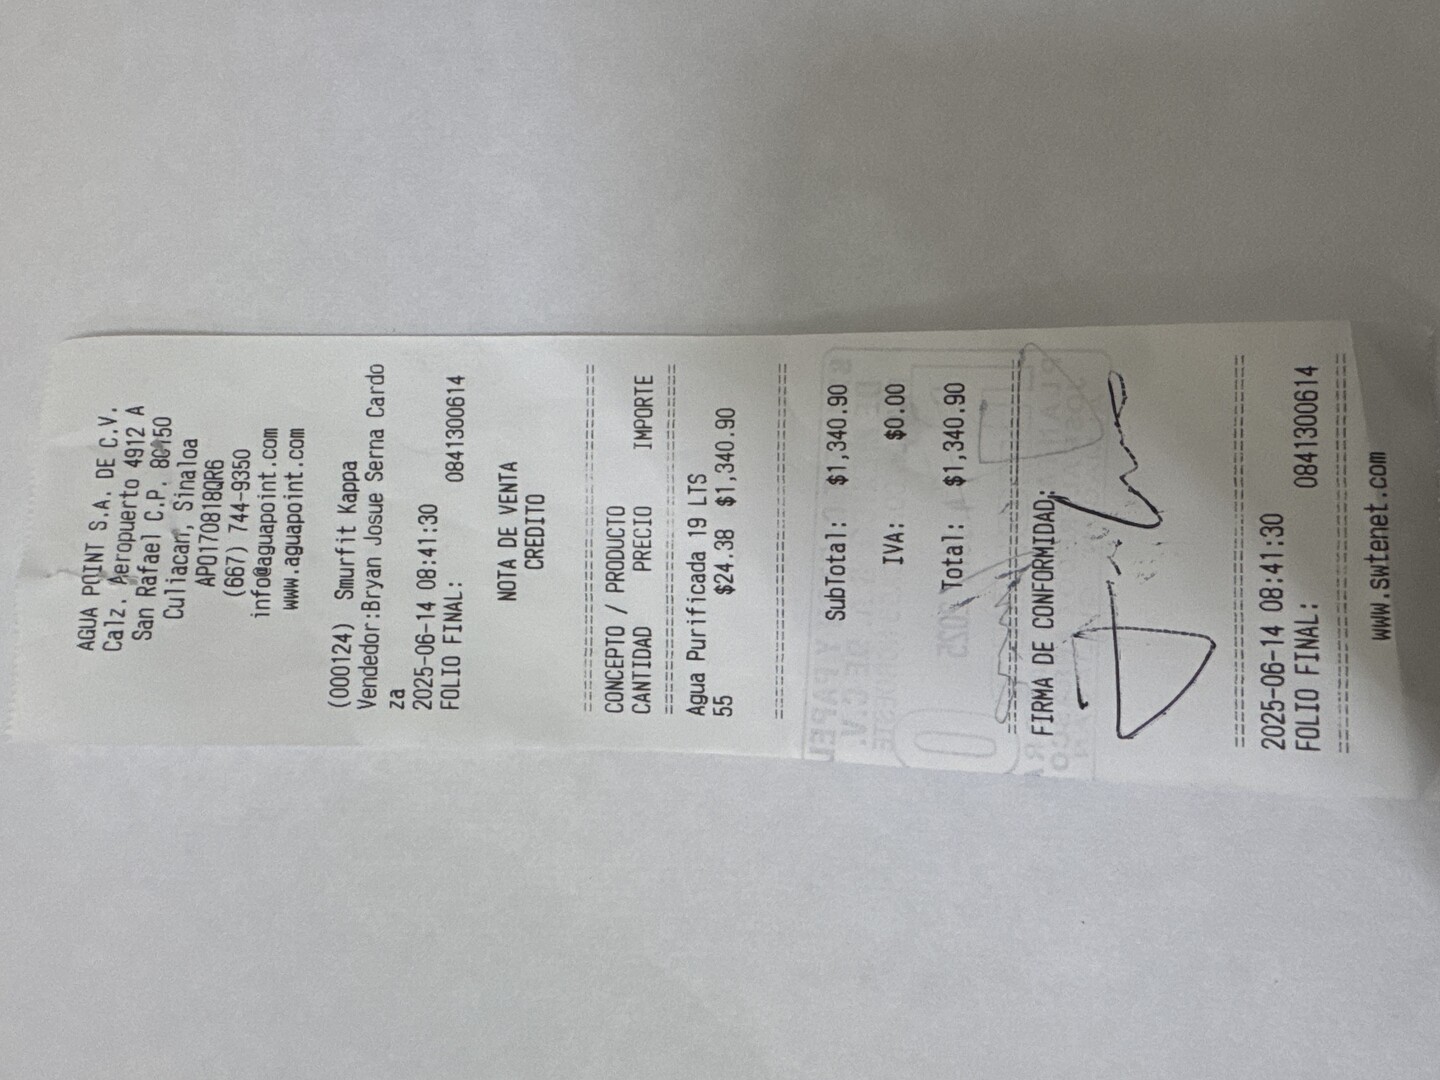 AGUA POINT S.A. DE C.V.
Calz. Aeropuerto 4912 A
San Rafael C.P. 80150
Culiacan, Sinaloa
APO170818QR6
(667) 744-9350
info@aguapoint.com
www.aguapoint.com
(000124) Smurfit Kappa
Vendedor:Bryan Josue Serna Cardo
za
2025-06-14 08:41:30
FOLIO FINAL: 0841300614
NOTA DE VENTA
CREDITO
================================
CONCEPTO / PRODUCTO
CANTIDAD PRECIO IMPORTE
================================
Agua Purificada 19 LTS
55 $24.38 $1,340.90
================================
SubTotal: $1,340.90
IVA: $0.00
Total: $1,340.90
================================
FIRMA DE CONFORMIDAD:
================================
2025-06-14 08:41:30
FOLIO FINAL: 0841300614
================================
www.swtenet.com